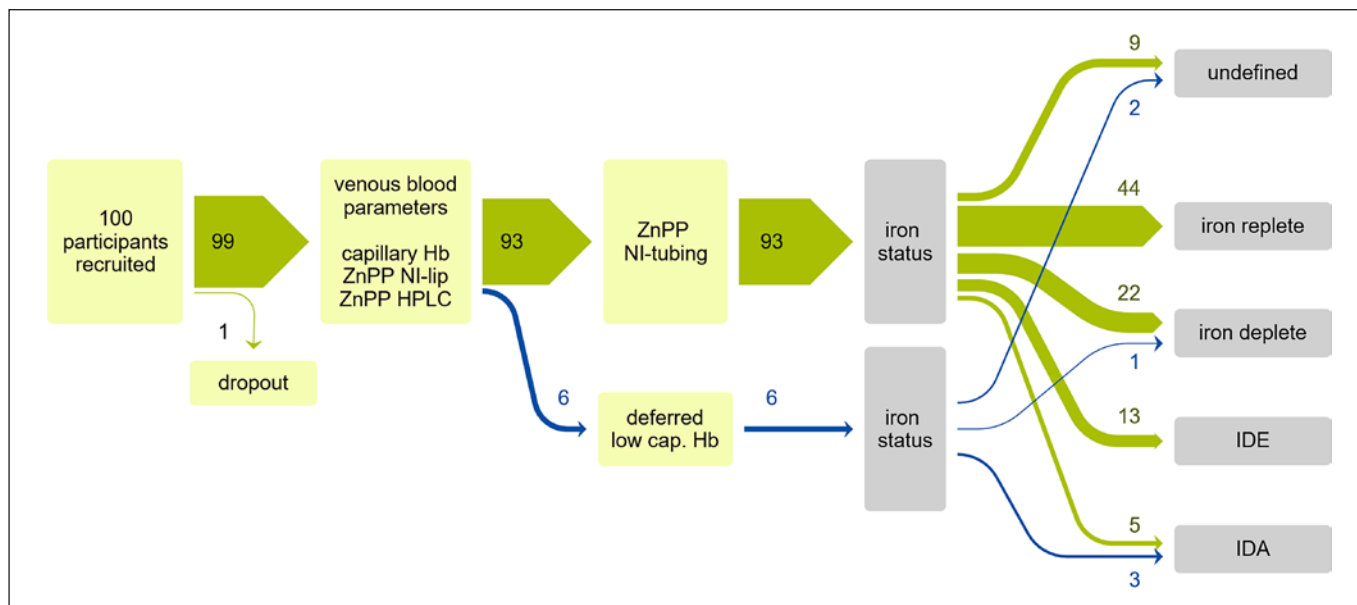 100
participants
recruited
99
1
dropout
venous blood
parameters
capillary Hb
ZnPP NI-lip
ZnPP HPLC
93
6
ZnPP
NI-tubing
93
deferred
low cap. Hb
6
iron
status
iron
status
9
undefined
2
44
iron replete
22
iron deplete
1
13
IDE
5
IDA
3